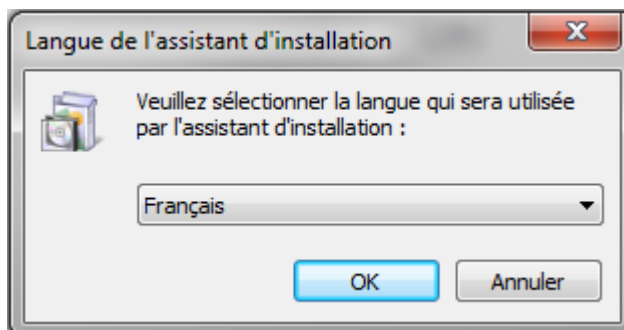 Langue de l'assistant d'installation
Veuillez sélectionner la langue qui sera utilisée
par l'assistant d'installation :
Français
OK
Annuler